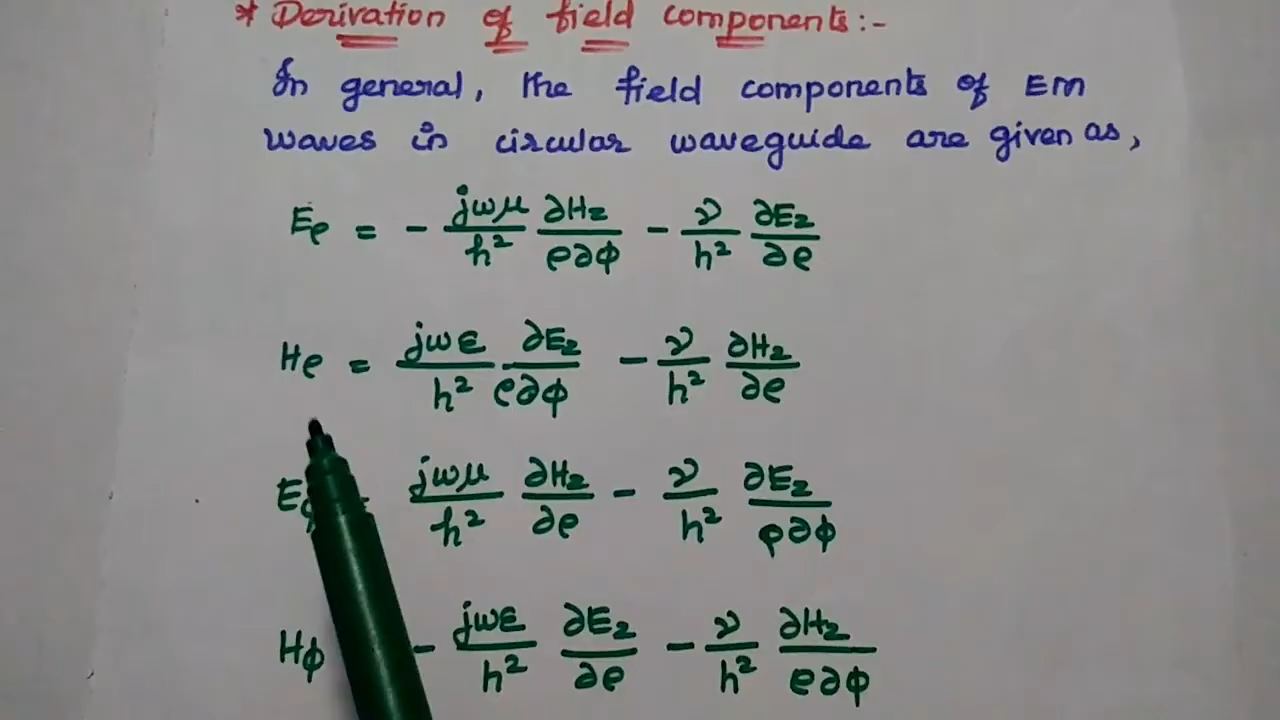 * Derivation of field components:-
In general, the field components of EM
waves in circular waveguide are given as,
Eρ = - jωμ/h² ∂Hz/ρ∂φ - ν/h² ∂Ez/∂ρ
Hρ = jωε/h² ∂Ez/ρ∂φ - ν/h² ∂Hz/∂ρ
Eφ = jωμ/h² ∂Hz/∂ρ - ν/h² ∂Ez/ρ∂φ
Hφ - jωε/h² ∂Ez/∂ρ - ν/h² ∂Hz/ρ∂φ